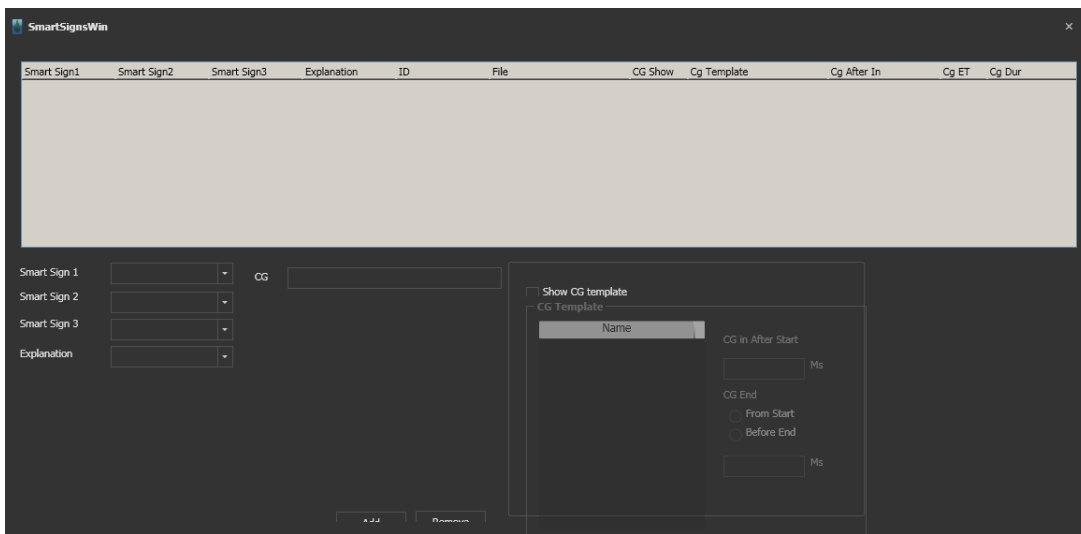 SmartSignsWin
Smart Sign1 Smart Sign2 Smart Sign3 Explanation ID File CG Show Cg Template Cg After In Cg ET Cg Dur
Smart Sign 1
CG
Smart Sign 2
Smart Sign 3
Explanation
Show CG template
CG Template
Name
CG in After Start
Ms
CG End
From Start
Before End
Ms
Add Remove